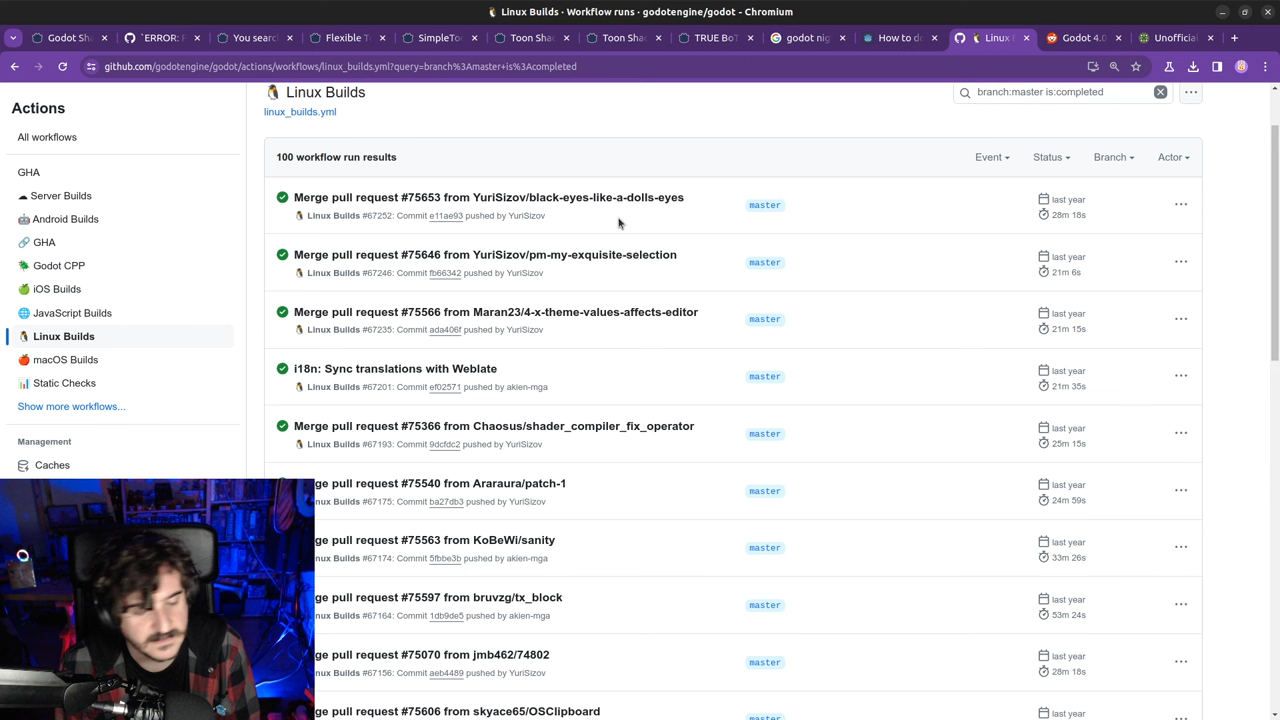 Linux Builds · Workflow runs · godotengine/godot - Chromium
Godot Sh
`ERROR: F
You searc
Flexible T
SimpleTo
Toon Sha
Toon Sha
TRUE BoT
godot nig
How to d
Linux
Godot 4.0
Unofficial
github.com/godotengine/godot/actions/workflows/linux_builds.yml?query=branch%3Amaster+is%3Acompleted
Actions
All workflows
GHA
Server Builds
Android Builds
GHA
Godot CPP
iOS Builds
JavaScript Builds
Linux Builds
macOS Builds
Static Checks
Show more workflows...
Management
Caches
Linux Builds
linux_builds.yml
branch:master is:completed
100 workflow run results
Event
Status
Branch
Actor
Merge pull request #75653 from YuriSizov/black-eyes-like-a-dolls-eyes
Linux Builds #67252: Commit e11ae93 pushed by YuriSizov
master
last year
28m 18s
Merge pull request #75646 from YuriSizov/pm-my-exquisite-selection
Linux Builds #67246: Commit fb66342 pushed by YuriSizov
master
last year
21m 6s
Merge pull request #75566 from Maran23/4-x-theme-values-affects-editor
Linux Builds #67235: Commit ada406f pushed by YuriSizov
master
last year
21m 15s
i18n: Sync translations with Weblate
Linux Builds #67201: Commit ef02571 pushed by akien-mga
master
last year
21m 35s
Merge pull request #75366 from Chaosus/shader_compiler_fix_operator
Linux Builds #67193: Commit 9dcfdc2 pushed by YuriSizov
master
last year
25m 15s
ge pull request #75540 from Araraura/patch-1
nux Builds #67175: Commit ba27db3 pushed by YuriSizov
master
last year
24m 59s
ge pull request #75563 from KoBeWi/sanity
nux Builds #67174: Commit 5fbbe3b pushed by akien-mga
master
last year
33m 26s
ge pull request #75597 from bruvzg/tx_block
nux Builds #67164: Commit 1db9de5 pushed by akien-mga
master
last year
53m 24s
ge pull request #75070 from jmb462/74802
nux Builds #67156: Commit aeb4489 pushed by YuriSizov
master
last year
28m 18s
ge pull request #75606 from skyace65/OSClipboard
master
last year